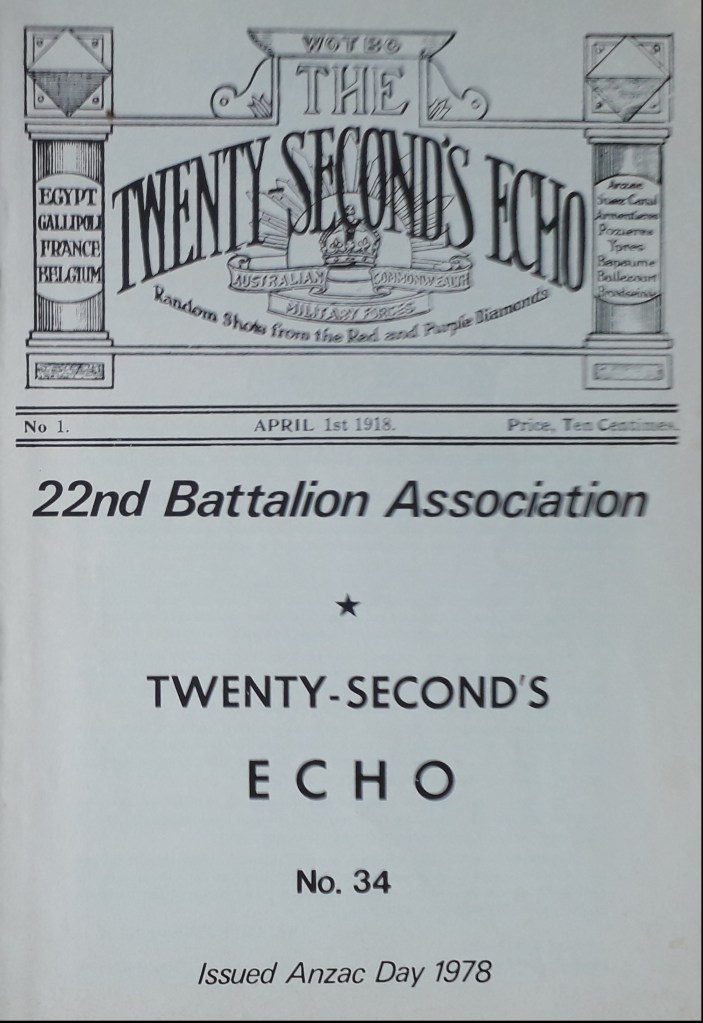 WOTBO
THE
TWENTY-SECOND'S ECHO
EGYPT
GALLIPOLI
FRANCE
BELGIUM
Anzac
Suez Canal
Armentieres
Pozieres
Ypres
Bapaume
Bullecourt
Broodseinde
AUSTRALIAN COMMONWEALTH
MILITARY FORCES
Random Shots from the Red and Purple Diamonds
No 1. APRIL 1st 1918. Price, Ten Centimes.
22nd Battalion Association
★
TWENTY-SECOND'S
ECHO
No. 34
Issued Anzac Day 1978